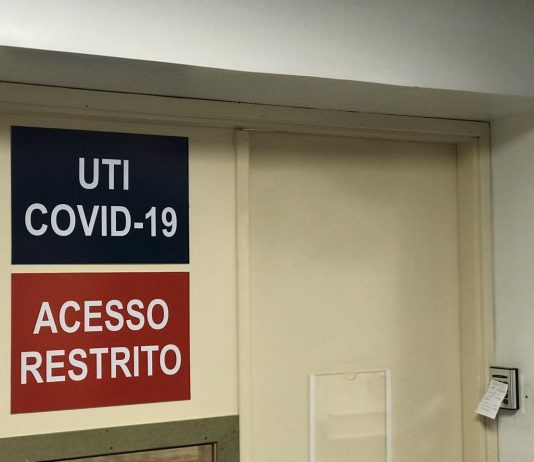 UTI
COVID-19
ACESSO
RESTRITO